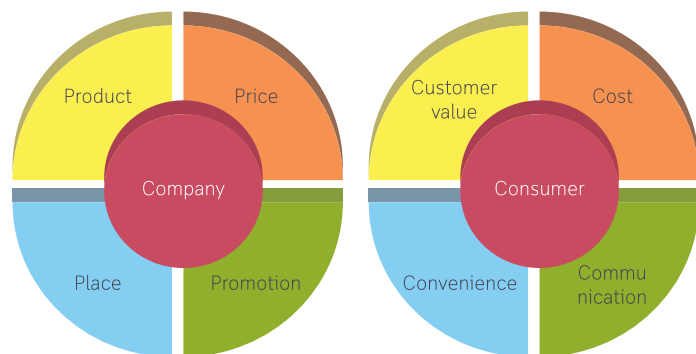 Product
Price
Company
Place
Promotion
Customer
value
Cost
Consumer
Convenience
Commu
nication